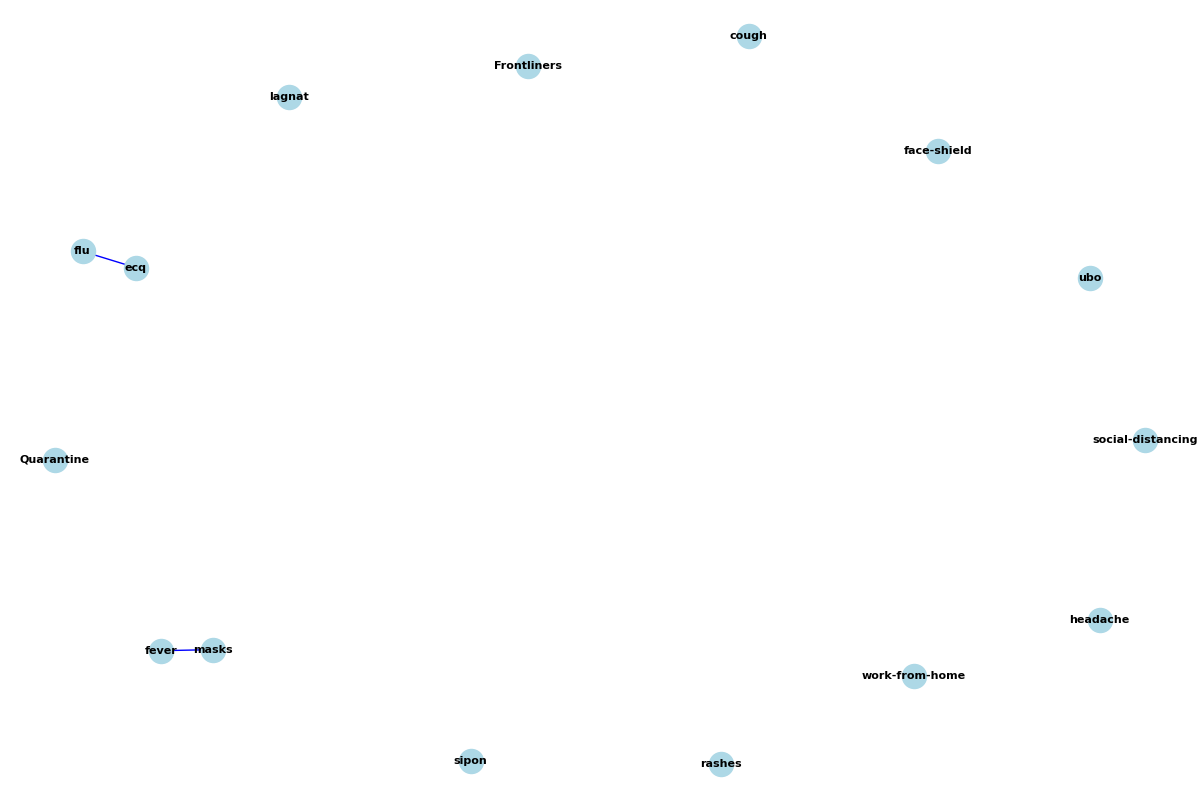 cough
Frontliners
lagnat
face-shield
flu
ecq
ubo
social-distancing
Quarantine
headache
fever
masks
work-from-home
sipon
rashes